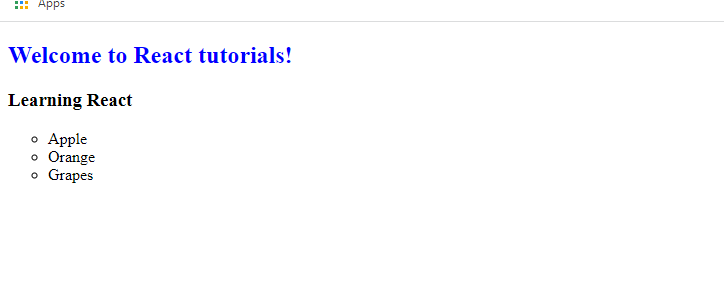 Apps
Welcome to React tutorials!
Learning React
Apple
Orange
Grapes